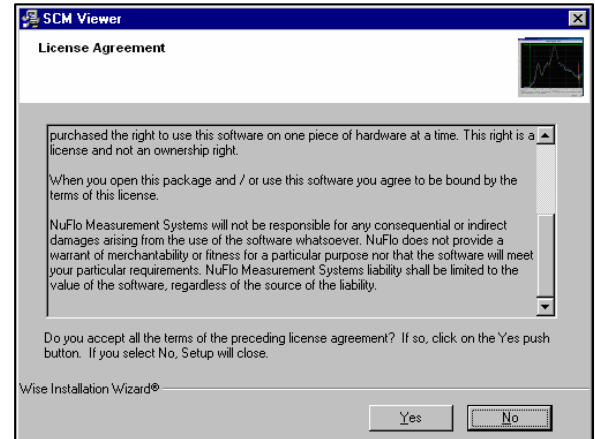 SCM Viewer
License Agreement
purchased the right to use this software on one piece of hardware at a time. This right is a
license and not an ownership right.
When you open this package and / or use this software you agree to be bound by the
terms of this license.
NuFlo Measurement Systems will not be responsible for any consequential or indirect
damages arising from the use of the software whatsoever. NuFlo does not provide a
warrant of merchantability or fitness for a particular purpose nor that the software will meet
your particular requirements. NuFlo Measurement Systems liability shall be limited to the
value of the software, regardless of the source of the liability.
Do you accept all the terms of the preceding license agreement? If so, click on the Yes push
button. If you select No, Setup will close.
Wise Installation Wizard®
Yes
No